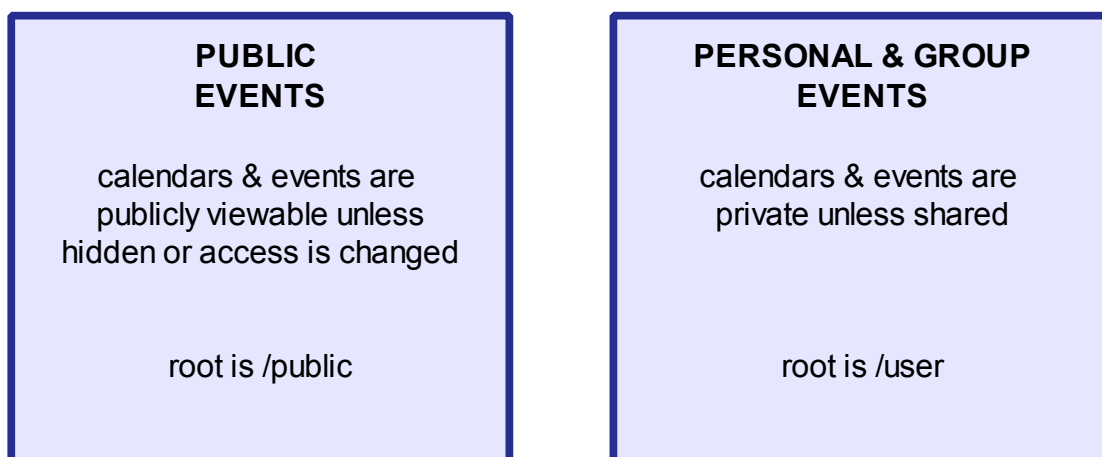 PUBLIC
EVENTS
calendars & events are
publicly viewable unless
hidden or access is changed
root is /public
PERSONAL & GROUP
EVENTS
calendars & events are
private unless shared
root is /user